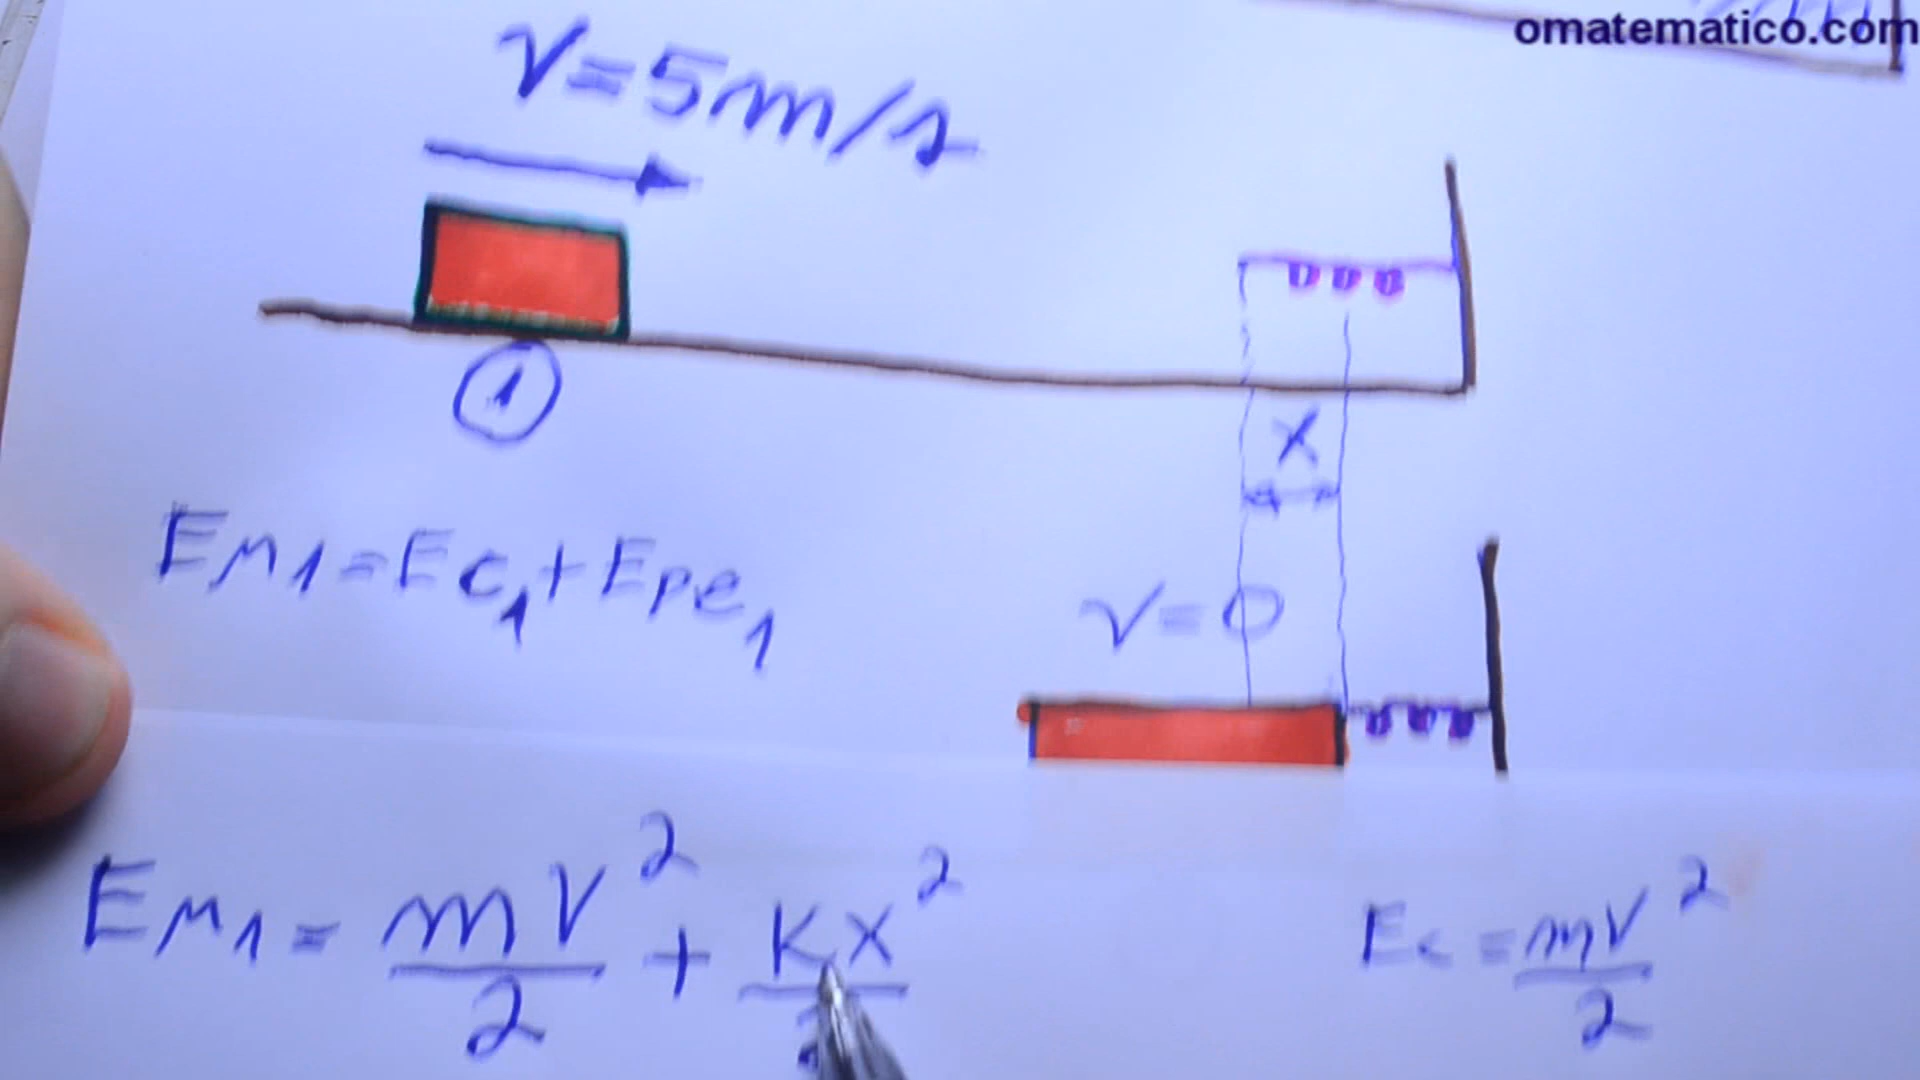 omatematico.com
V=5m/s
1
X
EM1=Ec1+Epe1
V=0
EM1=mV²/2+KX²/2
Ec=mV²/2